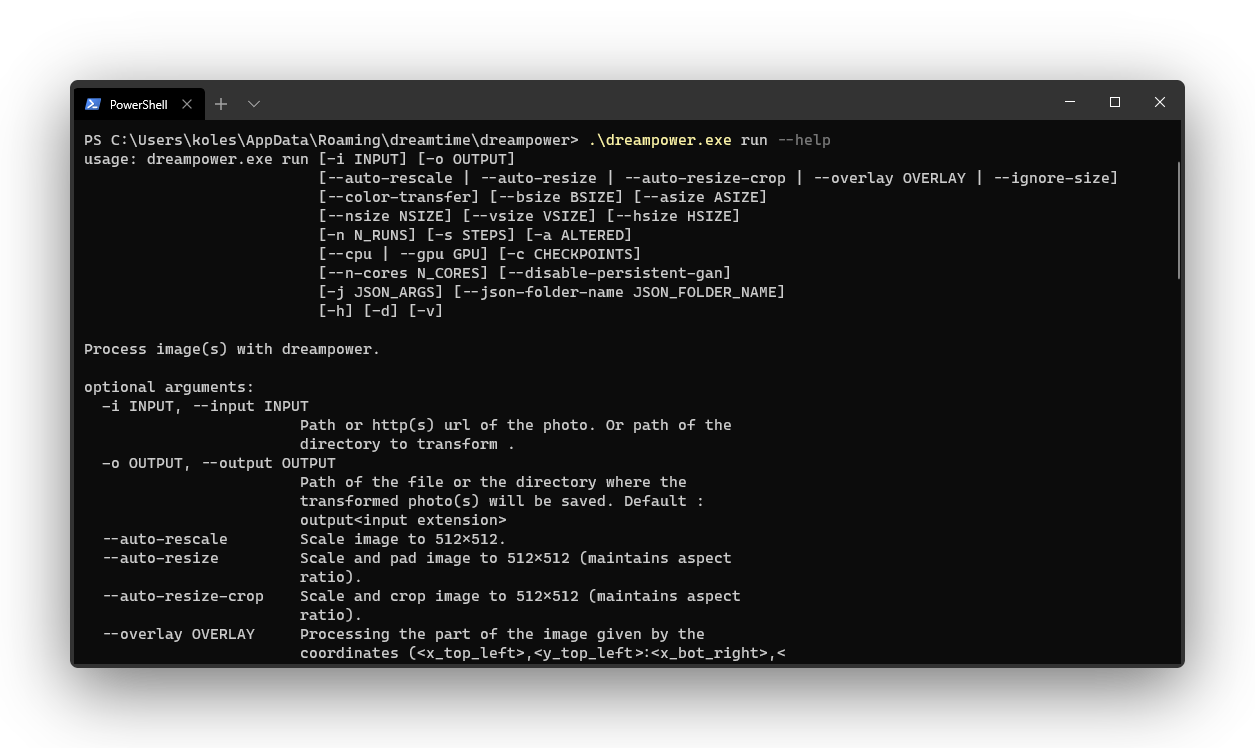 PowerShell
PS C:\Users\koles\AppData\Roaming\dreamtime\dreampower> .\dreampower.exe run --help
usage: dreampower.exe run [-i INPUT] [-o OUTPUT]
[--auto-rescale | --auto-resize | --auto-resize-crop | --overlay OVERLAY | --ignore-size]
[--color-transfer] [--bsize BSIZE] [--asize ASIZE]
[--nsize NSIZE] [--vsize VSIZE] [--hsize HSIZE]
[-n N_RUNS] [-s STEPS] [-a ALTERED]
[--cpu | --gpu GPU] [-c CHECKPOINTS]
[--n-cores N_CORES] [--disable-persistent-gan]
[-j JSON_ARGS] [--json-folder-name JSON_FOLDER_NAME]
[-h] [-d] [-v]
Process image(s) with dreampower.
optional arguments:
-i INPUT, --input INPUT
Path or http(s) url of the photo. Or path of the
directory to transform .
-o OUTPUT, --output OUTPUT
Path of the file or the directory where the
transformed photo(s) will be saved. Default :
output<input extension>
--auto-rescale Scale image to 512×512.
--auto-resize Scale and pad image to 512×512 (maintains aspect
ratio).
--auto-resize-crop Scale and crop image to 512×512 (maintains aspect
ratio).
--overlay OVERLAY Processing the part of the image given by the
coordinates (<x_top_left>,<y_top_left>:<x_bot_right>,<